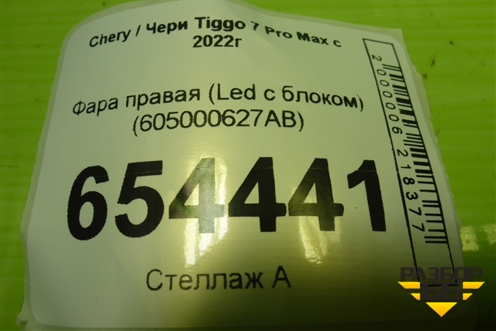 Chery / Чери Tiggo 7 Pro Max с
2022г
Фара правая (Led с блоком)
(605000627AB)
654441
Стеллаж А
2000006218377
РАЗБОР